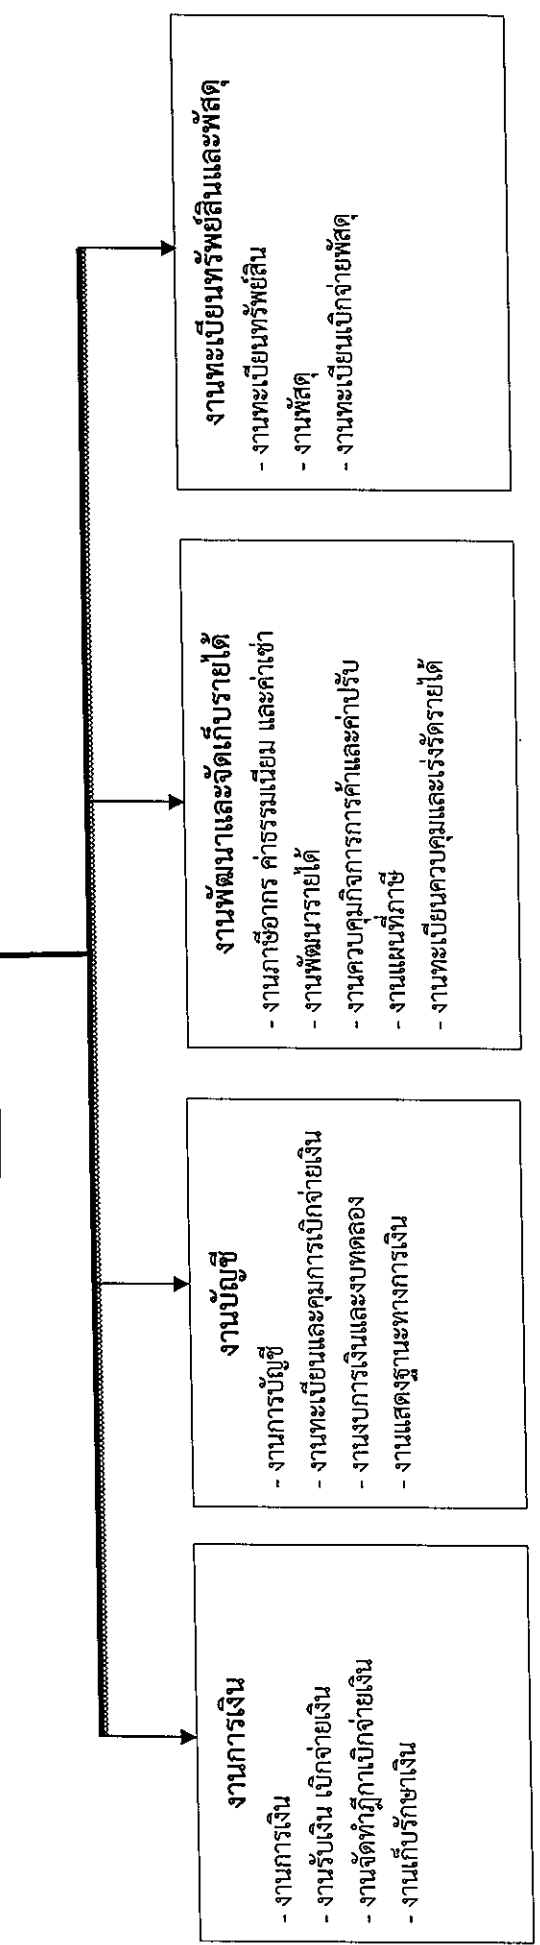 งานการเงิน
- งานการเงิน
- งานรับเงิน เบิกจ่ายเงิน
- งานจัดทำฎีกาเบิกจ่ายเงิน
- งานเก็บรักษาเงิน
งานบัญชี
- งานการบัญชี
- งานทะเบียนและคุมการเบิกจ่ายเงิน
- งานงบการเงินและงบทดลอง
- งานแสดงฐานะทางการเงิน
งานพัฒนาและจัดเก็บรายได้
- งานภาษีอากร ค่าธรรมเนียม และค่าเช่า
- งานพัฒนารายได้
- งานควบคุมกิจการการค้าและค่าปรับ
- งานแผนที่ภาษี
- งานทะเบียนควบคุมและเร่งรัดรายได้
งานทะเบียนทรัพย์สินและพัสดุ
- งานทะเบียนทรัพย์สิน
- งานพัสดุ
- งานทะเบียนเบิกจ่ายพัสดุ